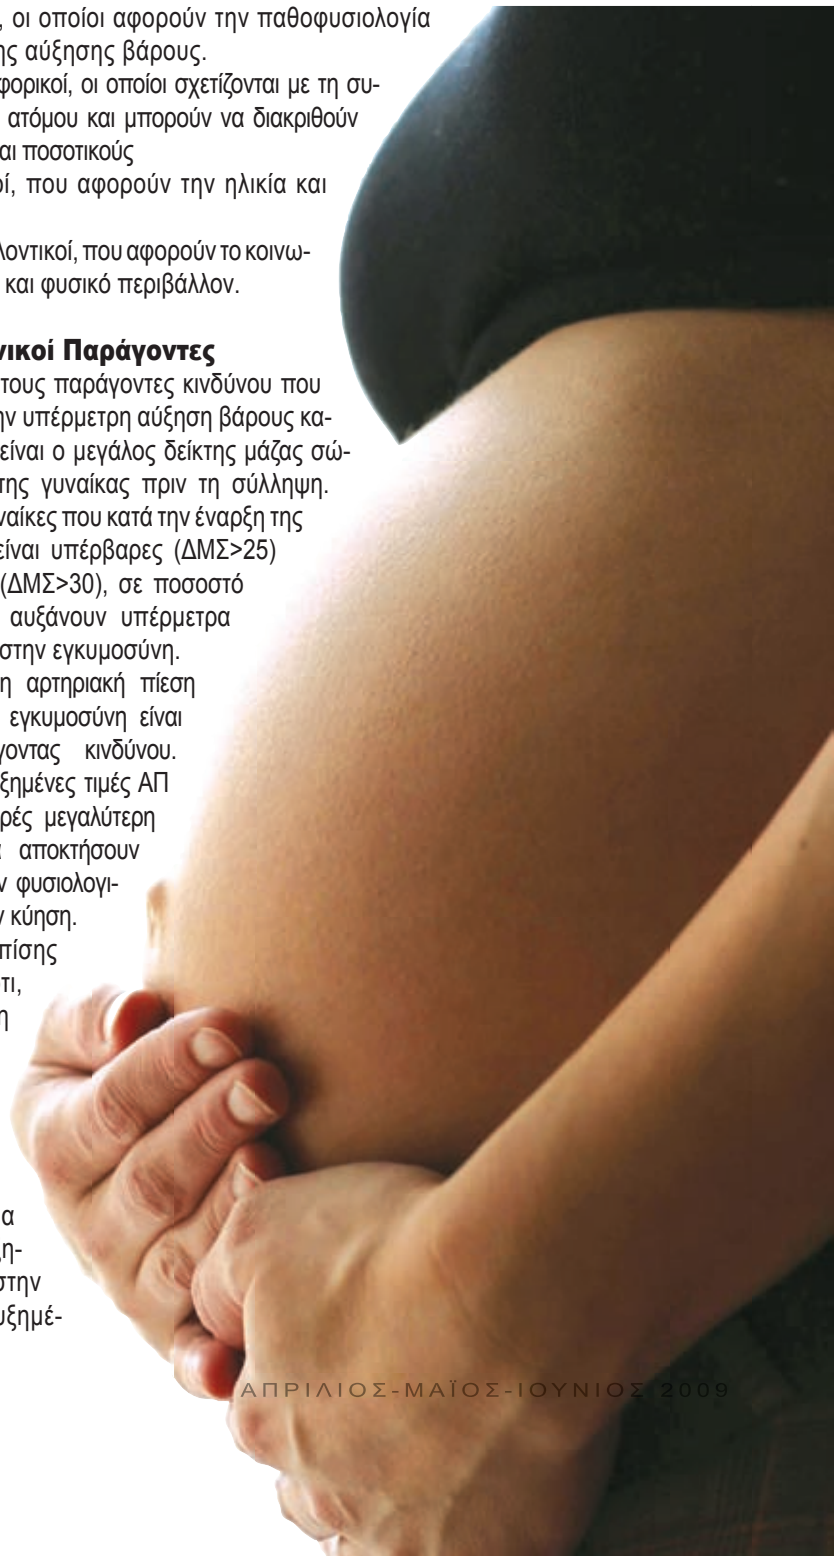 , οι οποίοι αφορούν την παθοφυσιολογία
ης αύξησης βάρους.
φορικοί, οι οποίοι σχετίζονται με τη συ-
ατόμου και μπορούν να διακριθούν
αι ποσοτικούς
οί, που αφορούν την ηλικία και
λοντικοί, που αφορούν το κοινω-
και φυσικό περιβάλλον.
νικοί Παράγοντες
τους παράγοντες κινδύνου που
ην υπέρμετρη αύξηση βάρους κα-
είναι ο μεγάλος δείκτης μάζας σώ-
της γυναίκας πριν τη σύλληψη.
ναίκες που κατά την έναρξη της
είναι υπέρβαρες (ΔΜΣ>25)
(ΔΜΣ>30), σε ποσοστό
αυξάνουν υπέρμετρα
στην εγκυμοσύνη.
η αρτηριακή πίεση
εγκυμοσύνη είναι
γοντας κινδύνου.
ξημένες τιμές ΑΠ
ρές μεγαλύτερη
α αποκτήσουν
ν φυσιολογι-
ν κύηση.
πίσης
τι,
η
α
ξη-
στην
υξημέ-
ΑΠΡΙΛΙΟΣ-ΜΑΪΟΣ-ΙΟΥΝΙΟΣ 2009